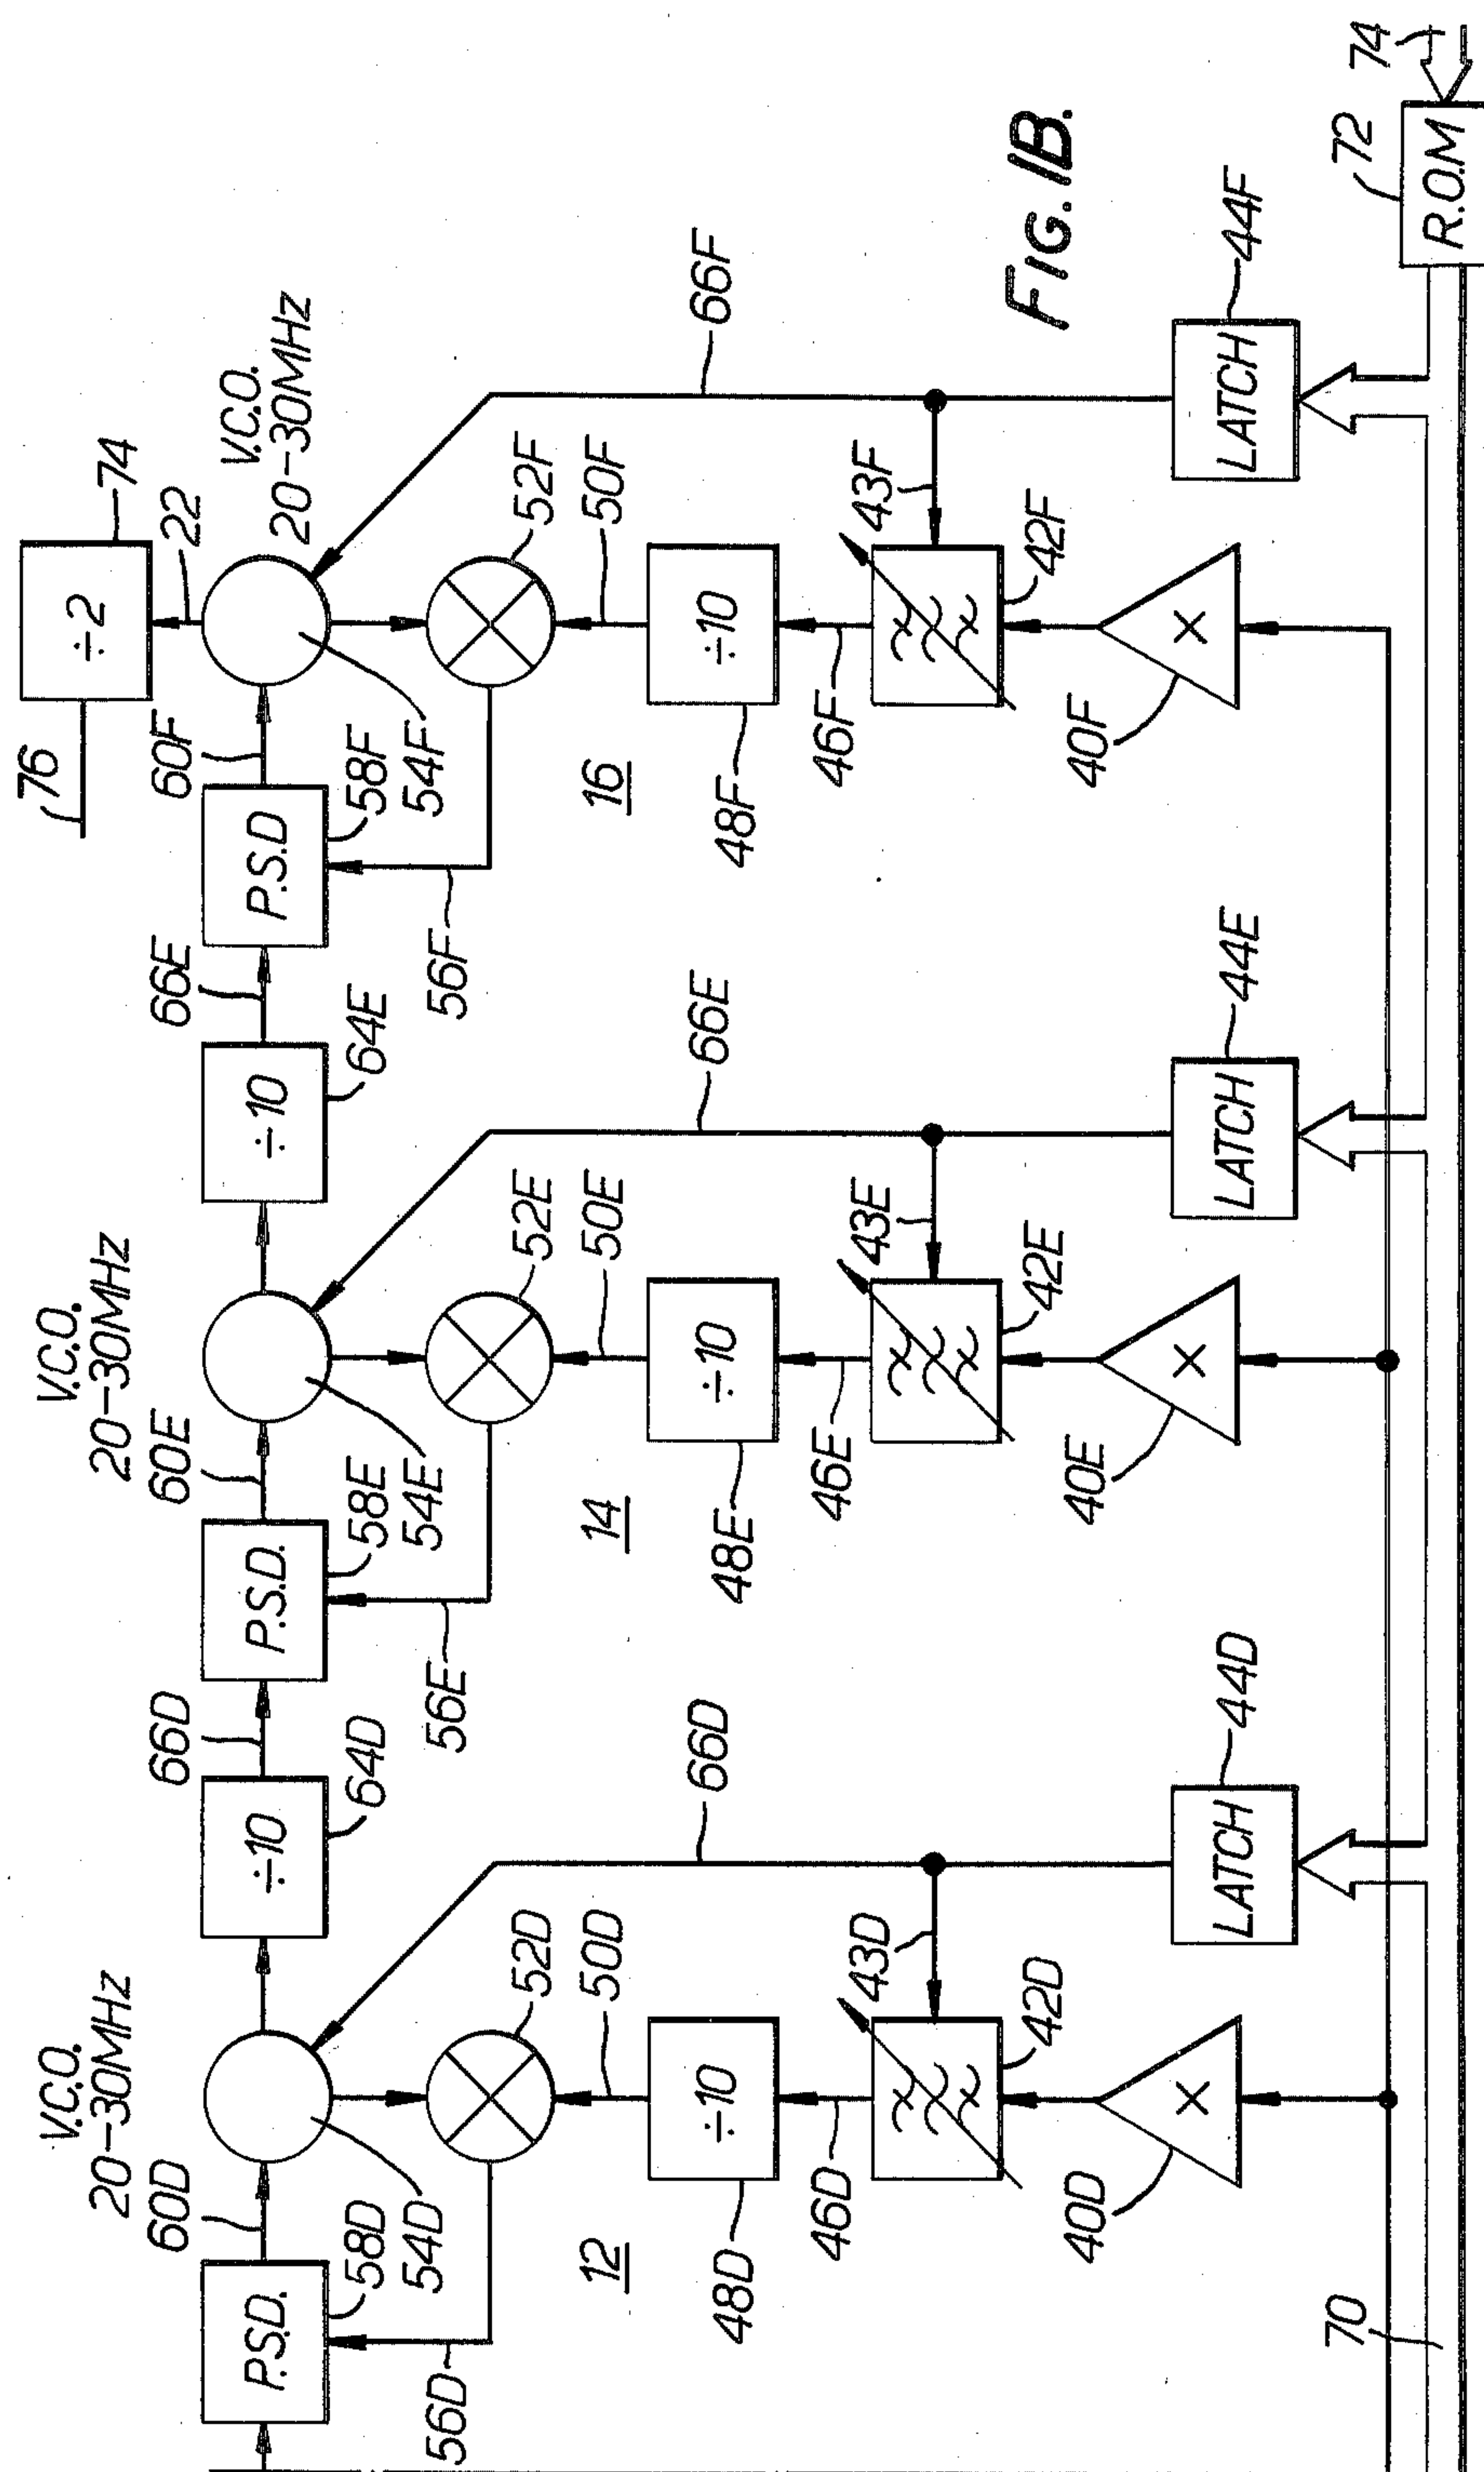 76
÷2
74
22
V.C.O.
20-30MHz
V.C.O.
20-30MHz
V.C.O.
20-30MHz
60D
66D
60E
66E
60F
P.S.D.
÷10
P.S.D.
÷10
P.S.D
58D
54D
64D
58E
54E
64E
58F
54F
56D
52D
56E
52E
56F
52F
12
50D
14
50E
16
50F
66D
66E
66F
48D
÷10
48E
÷10
48F
÷10
46D
43D
46E
43E
46F
43F
42D
42E
42F
FIG. 1B.
40D
X
40E
X
40F
X
LATCH
44D
LATCH
44E
LATCH
44F
70
72
74
R.O.M